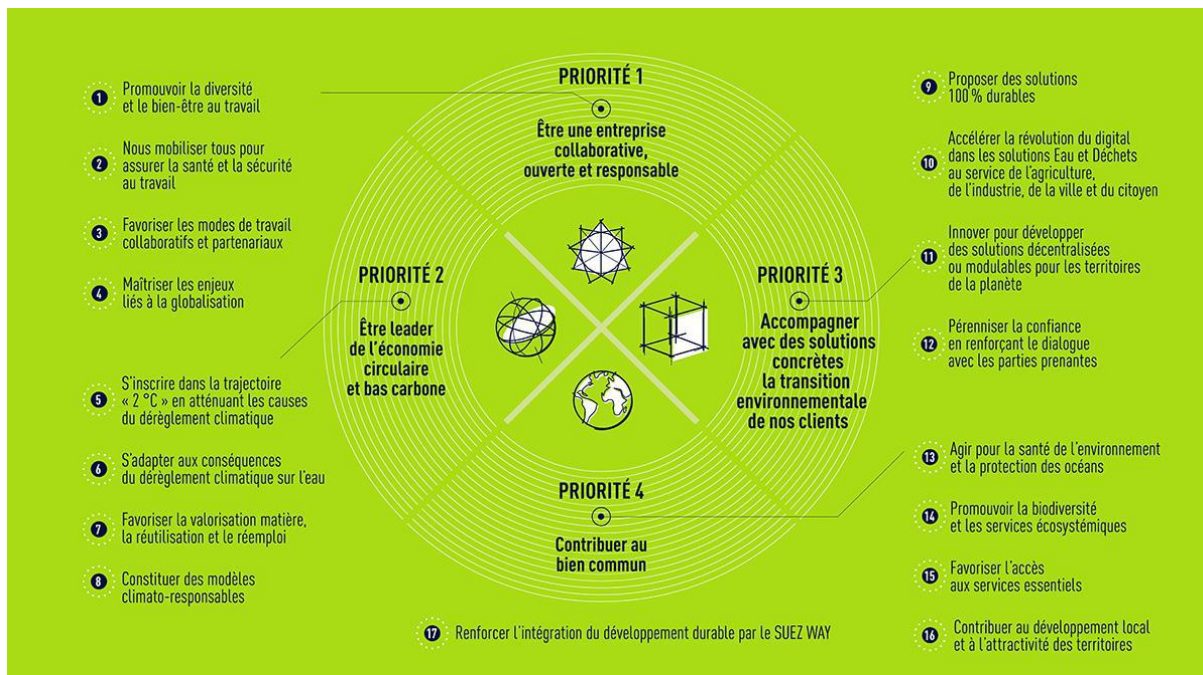 PRIORITÉ 1
Être une entreprise
collaborative,
ouverte et responsable
1 Promouvoir la diversité
et le bien-être au travail
2 Nous mobiliser tous pour
assurer la santé et la sécurité
au travail
3 Favoriser les modes de travail
collaboratifs et partenariaux
4 Maîtriser les enjeux
liés à la globalisation
PRIORITÉ 2
Être leader
de l’économie
circulaire
et bas carbone
5 S’inscrire dans la trajectoire
« 2 °C » en atténuant les causes
du dérèglement climatique
6 S’adapter aux conséquences
du dérèglement climatique sur l’eau
7 Favoriser la valorisation matière,
la réutilisation et le réemploi
8 Constituer des modèles
climato-responsables
PRIORITÉ 3
Accompagner
avec des solutions
concrètes
la transition
environnementale
de nos clients
9 Proposer des solutions
100 % durables
10 Accélérer la révolution du digital
dans les solutions Eau et Déchets
au service de l’agriculture,
de l’industrie, de la ville et du citoyen
11 Innover pour développer
des solutions décentralisées
ou modulables pour les territoires
de la planète
12 Pérenniser la confiance
en renforçant le dialogue
avec les parties prenantes
PRIORITÉ 4
Contribuer au
bien commun
13 Agir pour la santé de l’environnement
et la protection des océans
14 Promouvoir la biodiversité
et les services écosystémiques
15 Favoriser l’accès
aux services essentiels
16 Contribuer au développement local
et à l’attractivité des territoires
17 Renforcer l’intégration du développement durable par le SUEZ WAY